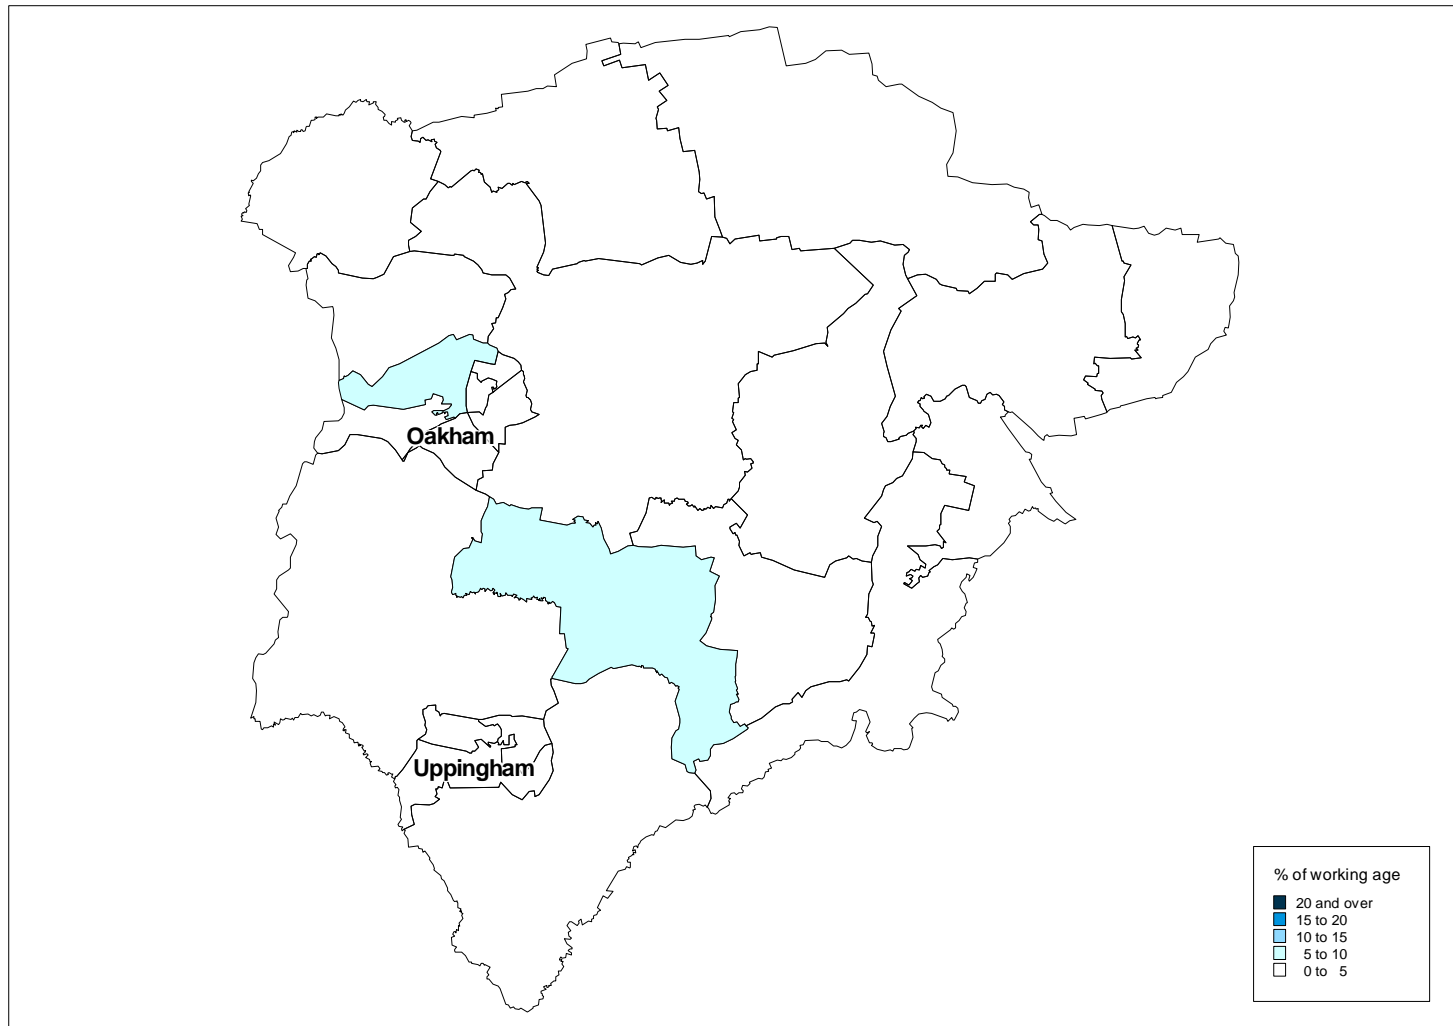 Oakham
Uppingham
% of working age
20 and over
15 to 20
10 to 15
5 to 10
0 to 5